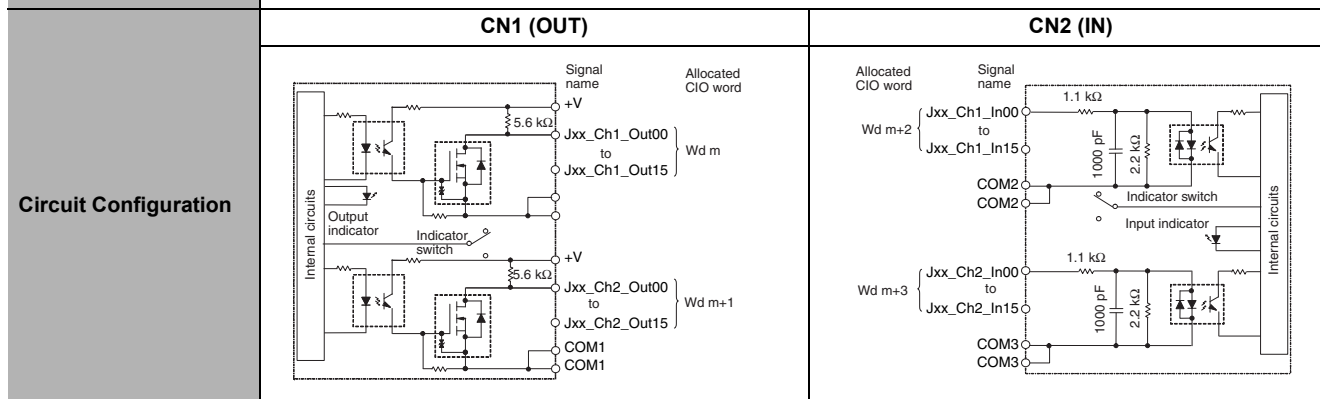 CN1 (OUT)
CN2 (IN)
Circuit Configuration
Signal name
Allocated CIO word
+V
5.6 kΩ
Jxx_Ch1_Out00
to
Jxx_Ch1_Out15
Wd m
Internal circuits
Output indicator
Indicator switch
+V
5.6 kΩ
Jxx_Ch2_Out00
to
Jxx_Ch2_Out15
Wd m+1
COM1
COM1
Allocated CIO word
Signal name
1.1 kΩ
Jxx_Ch1_In00
to
Jxx_Ch1_In15
Wd m+2
1000 pF
2.2 kΩ
COM2
COM2
Indicator switch
Input indicator
Internal circuits
1.1 kΩ
Jxx_Ch2_In00
to
Jxx_Ch2_In15
Wd m+3
1000 pF
2.2 kΩ
COM3
COM3